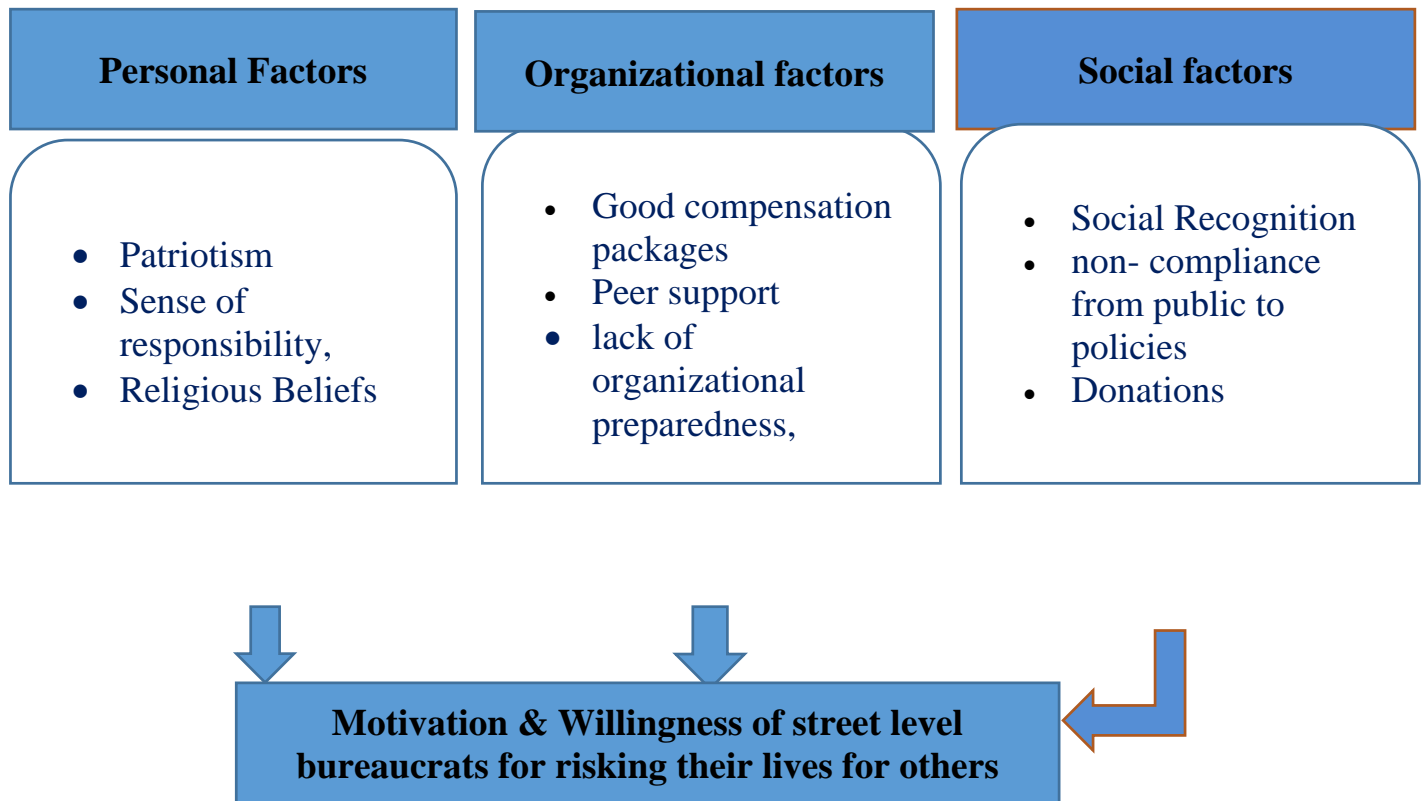 Personal Factors
• Patriotism
• Sense of
responsibility,
• Religious Beliefs
Organizational factors
• Good compensation
packages
• Peer support
• lack of
organizational
preparedness,
Social factors
• Social Recognition
• non- compliance
from public to
policies
• Donations
Motivation & Willingness of street level
bureaucrats for risking their lives for others